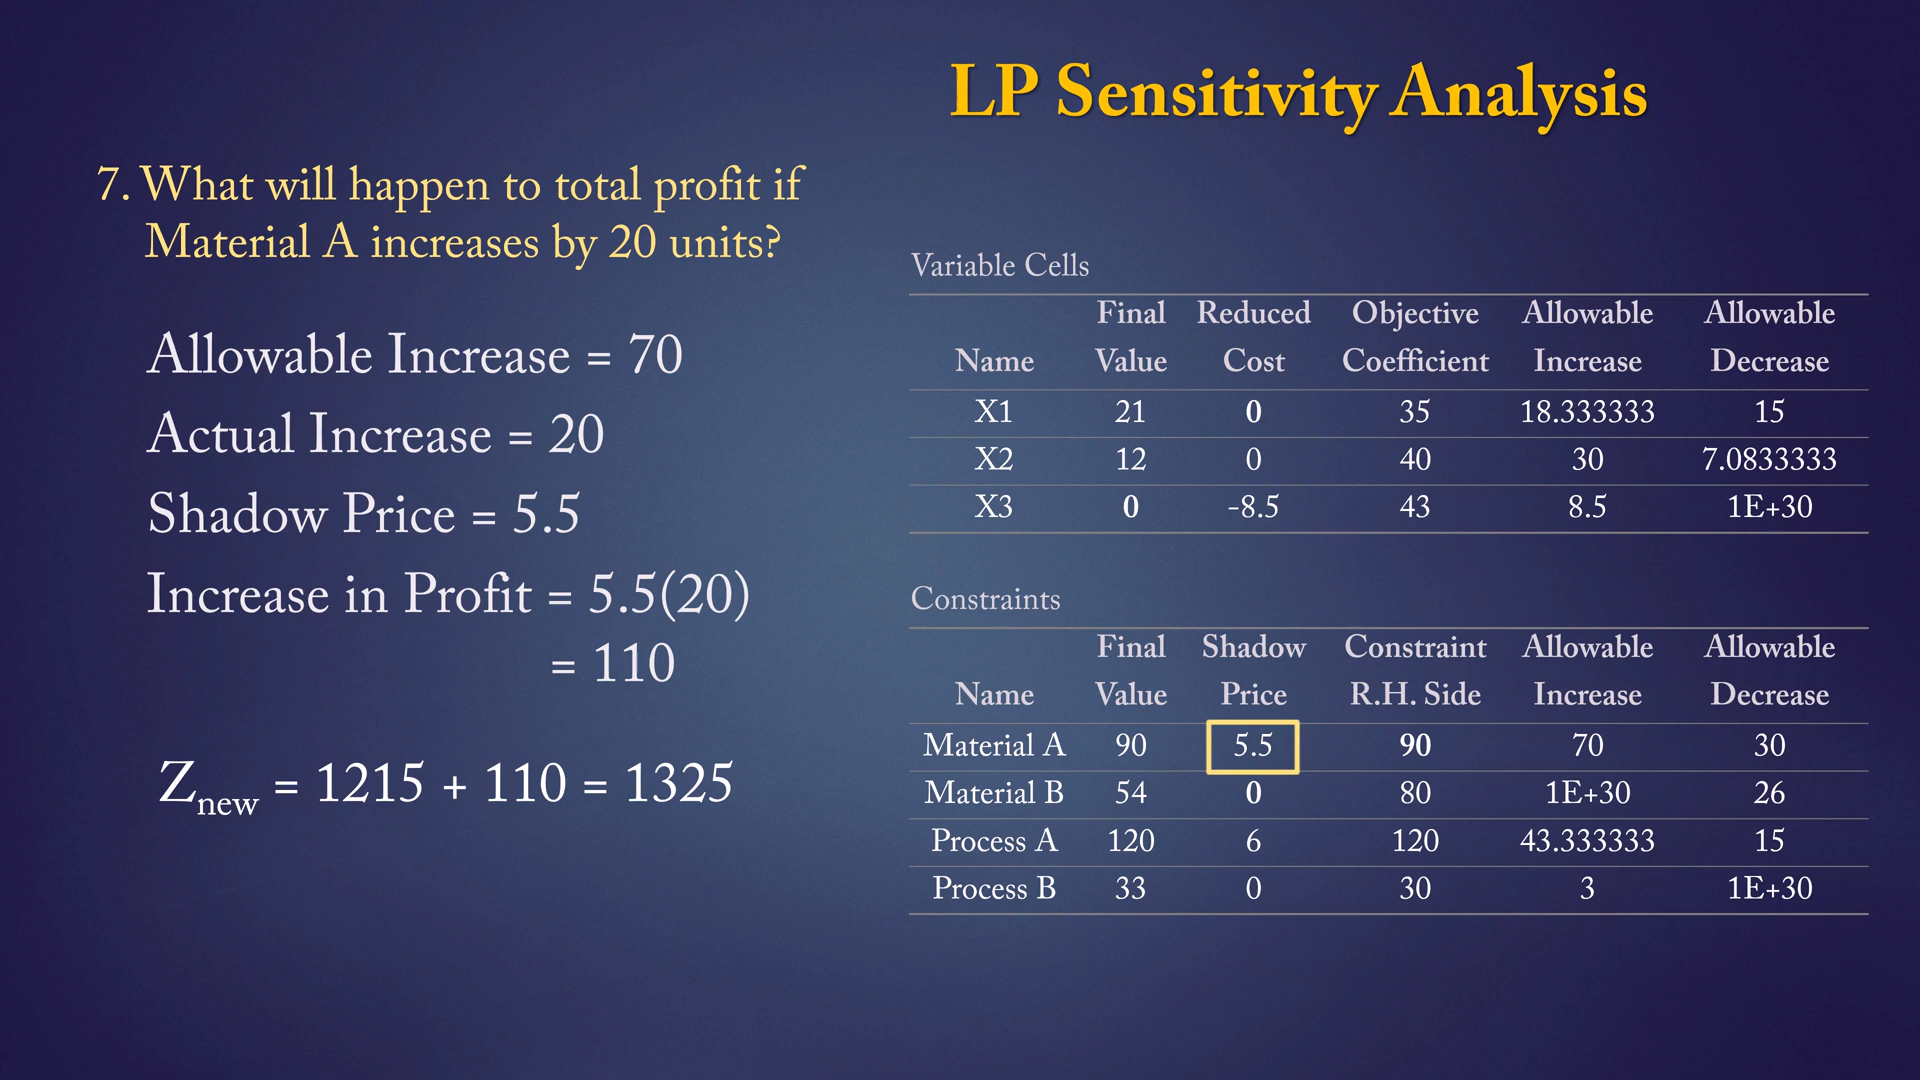 LP Sensitivity Analysis
7. What will happen to total profit if
Material A increases by 20 units?
Allowable Increase = 70
Actual Increase = 20
Shadow Price = 5.5
Increase in Profit = 5.5(20)
= 110
Znew = 1215 + 110 = 1325
Variable Cells
Final Reduced Objective Allowable Allowable
Name Value Cost Coefficient Increase Decrease
X1 21 0 35 18.333333 15
X2 12 0 40 30 7.0833333
X3 0 -8.5 43 8.5 1E+30
Constraints
Final Shadow Constraint Allowable Allowable
Name Value Price R.H. Side Increase Decrease
Material A 90 5.5 90 70 30
Material B 54 0 80 1E+30 26
Process A 120 6 120 43.333333 15
Process B 33 0 30 3 1E+30